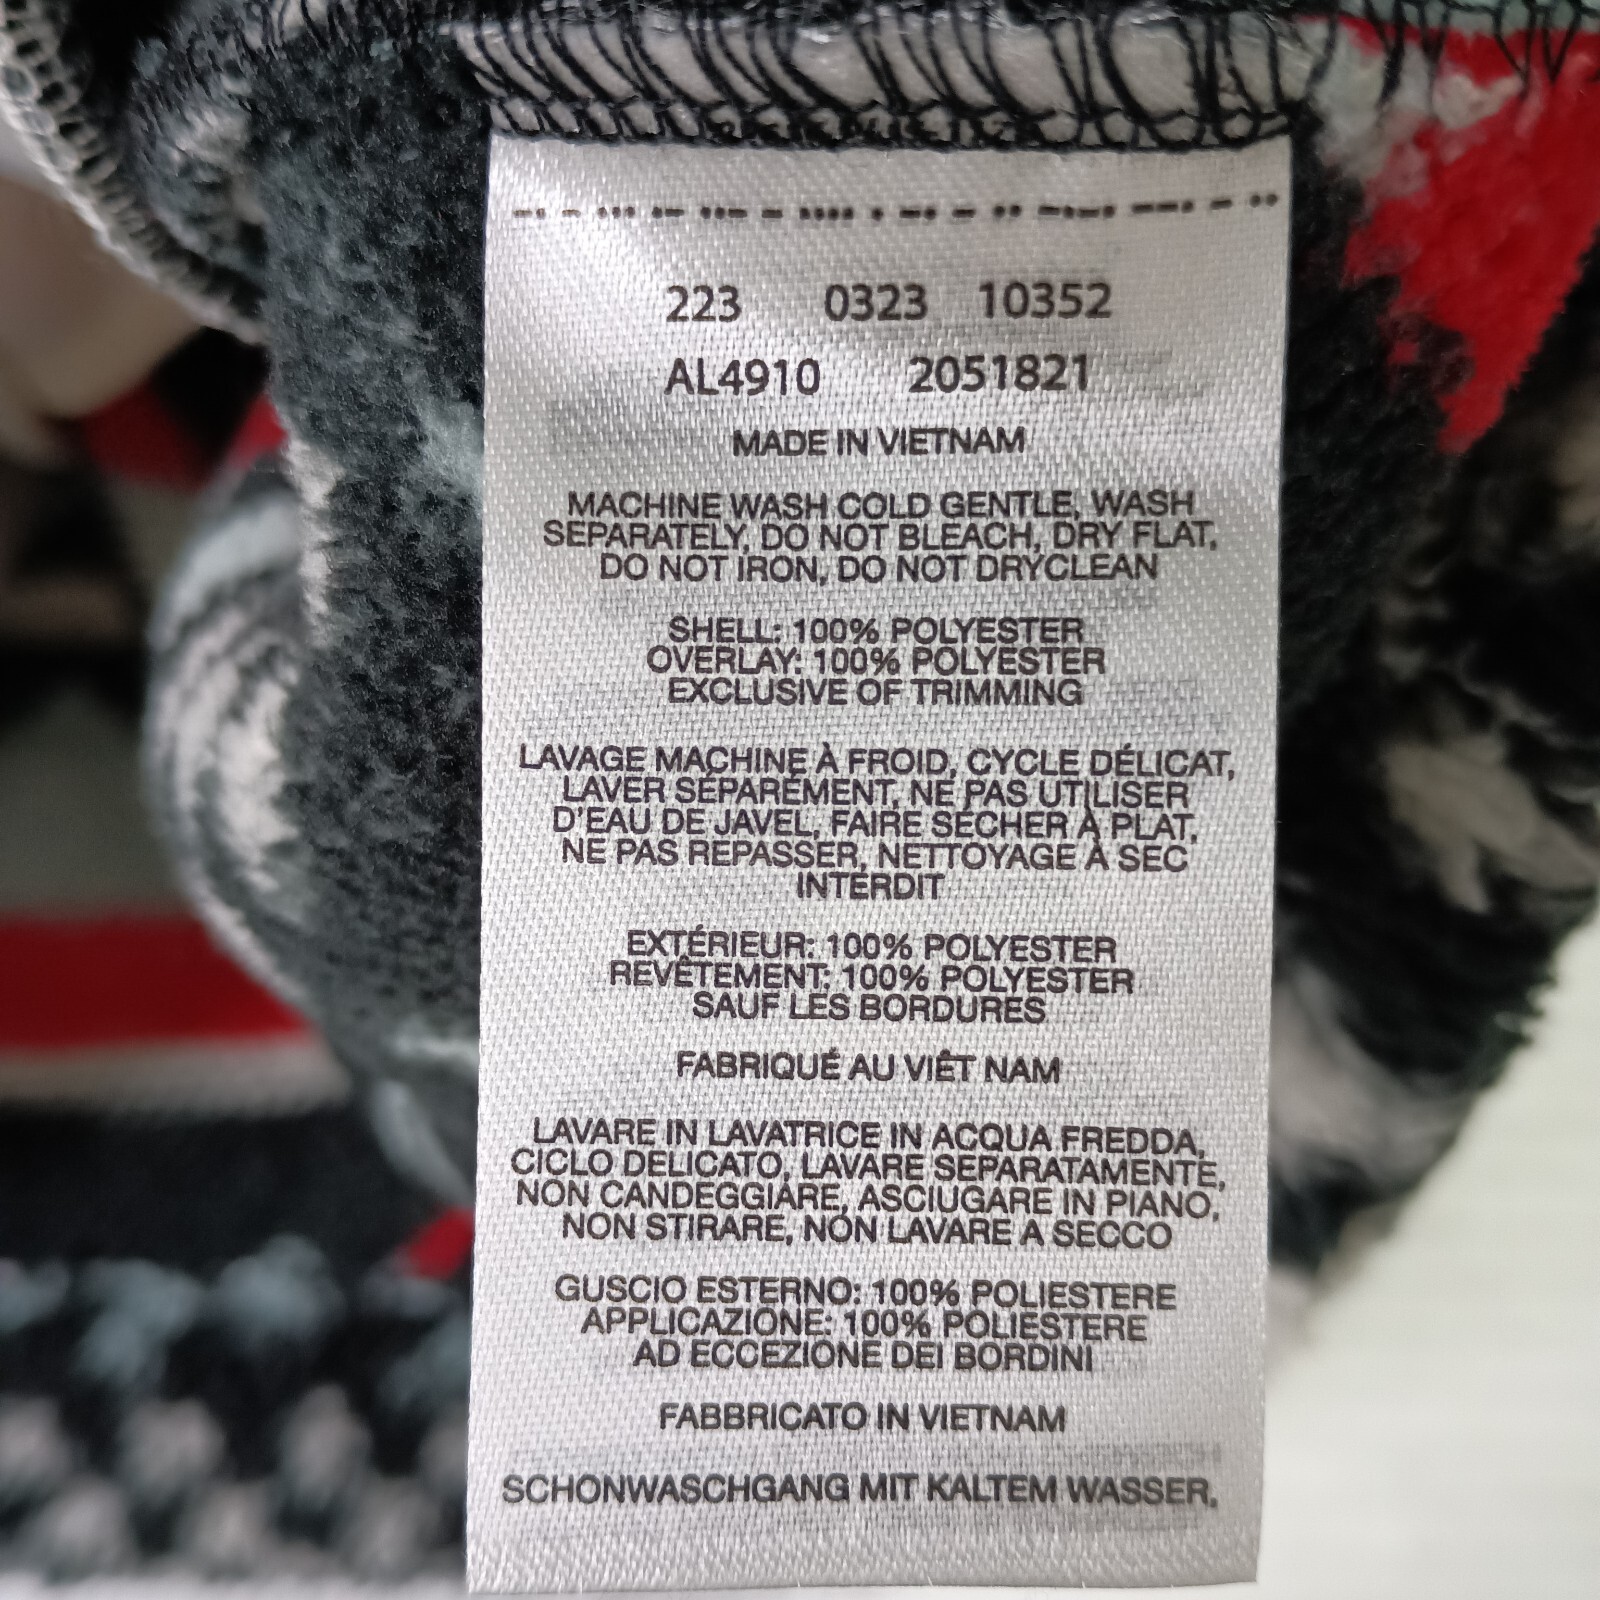 223 0323 10352
AL4910 2051821
MADE IN VIETNAM
MACHINE WASH COLD GENTLE, WASH
SEPARATELY, DO NOT BLEACH, DRY FLAT,
DO NOT IRON, DO NOT DRYCLEAN
SHELL: 100% POLYESTER
OVERLAY: 100% POLYESTER
EXCLUSIVE OF TRIMMING
LAVAGE MACHINE À FROID, CYCLE DÉLICAT,
LAVER SÉPARÉMENT, NE PAS UTILISER
D'EAU DE JAVEL, FAIRE SÉCHER À PLAT,
NE PAS REPASSER, NETTOYAGE À SEC
INTERDIT
EXTÉRIEUR: 100% POLYESTER
REVÊTEMENT: 100% POLYESTER
SAUF LES BORDURES
FABRIQUÉ AU VIÊT NAM
LAVARE IN LAVATRICE IN ACQUA FREDDA,
CICLO DELICATO, LAVARE SEPARATAMENTE,
NON CANDEGGIARE, ASCIUGARE IN PIANO,
NON STIRARE, NON LAVARE A SECCO
GUSCIO ESTERNO: 100% POLIESTERE
APPLICAZIONE: 100% POLIESTERE
AD ECCEZIONE DEI BORDINI
FABBRICATO IN VIETNAM
SCHONWASCHGANG MIT KALTEM WASSER,